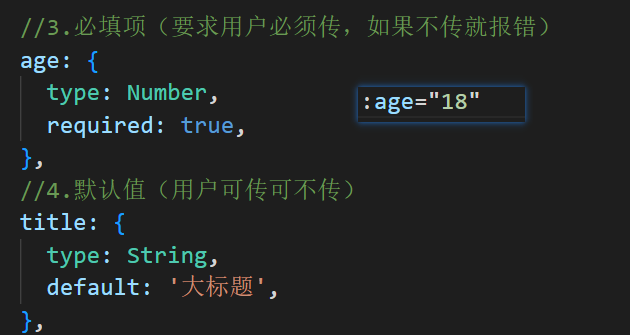 //3.必填项（要求用户必须传，如果不传就报错）
age: {
type: Number,
:age="18"
required: true,
},
//4.默认值（用户可传可不传）
title: {
type: String,
default: '大标题',
},